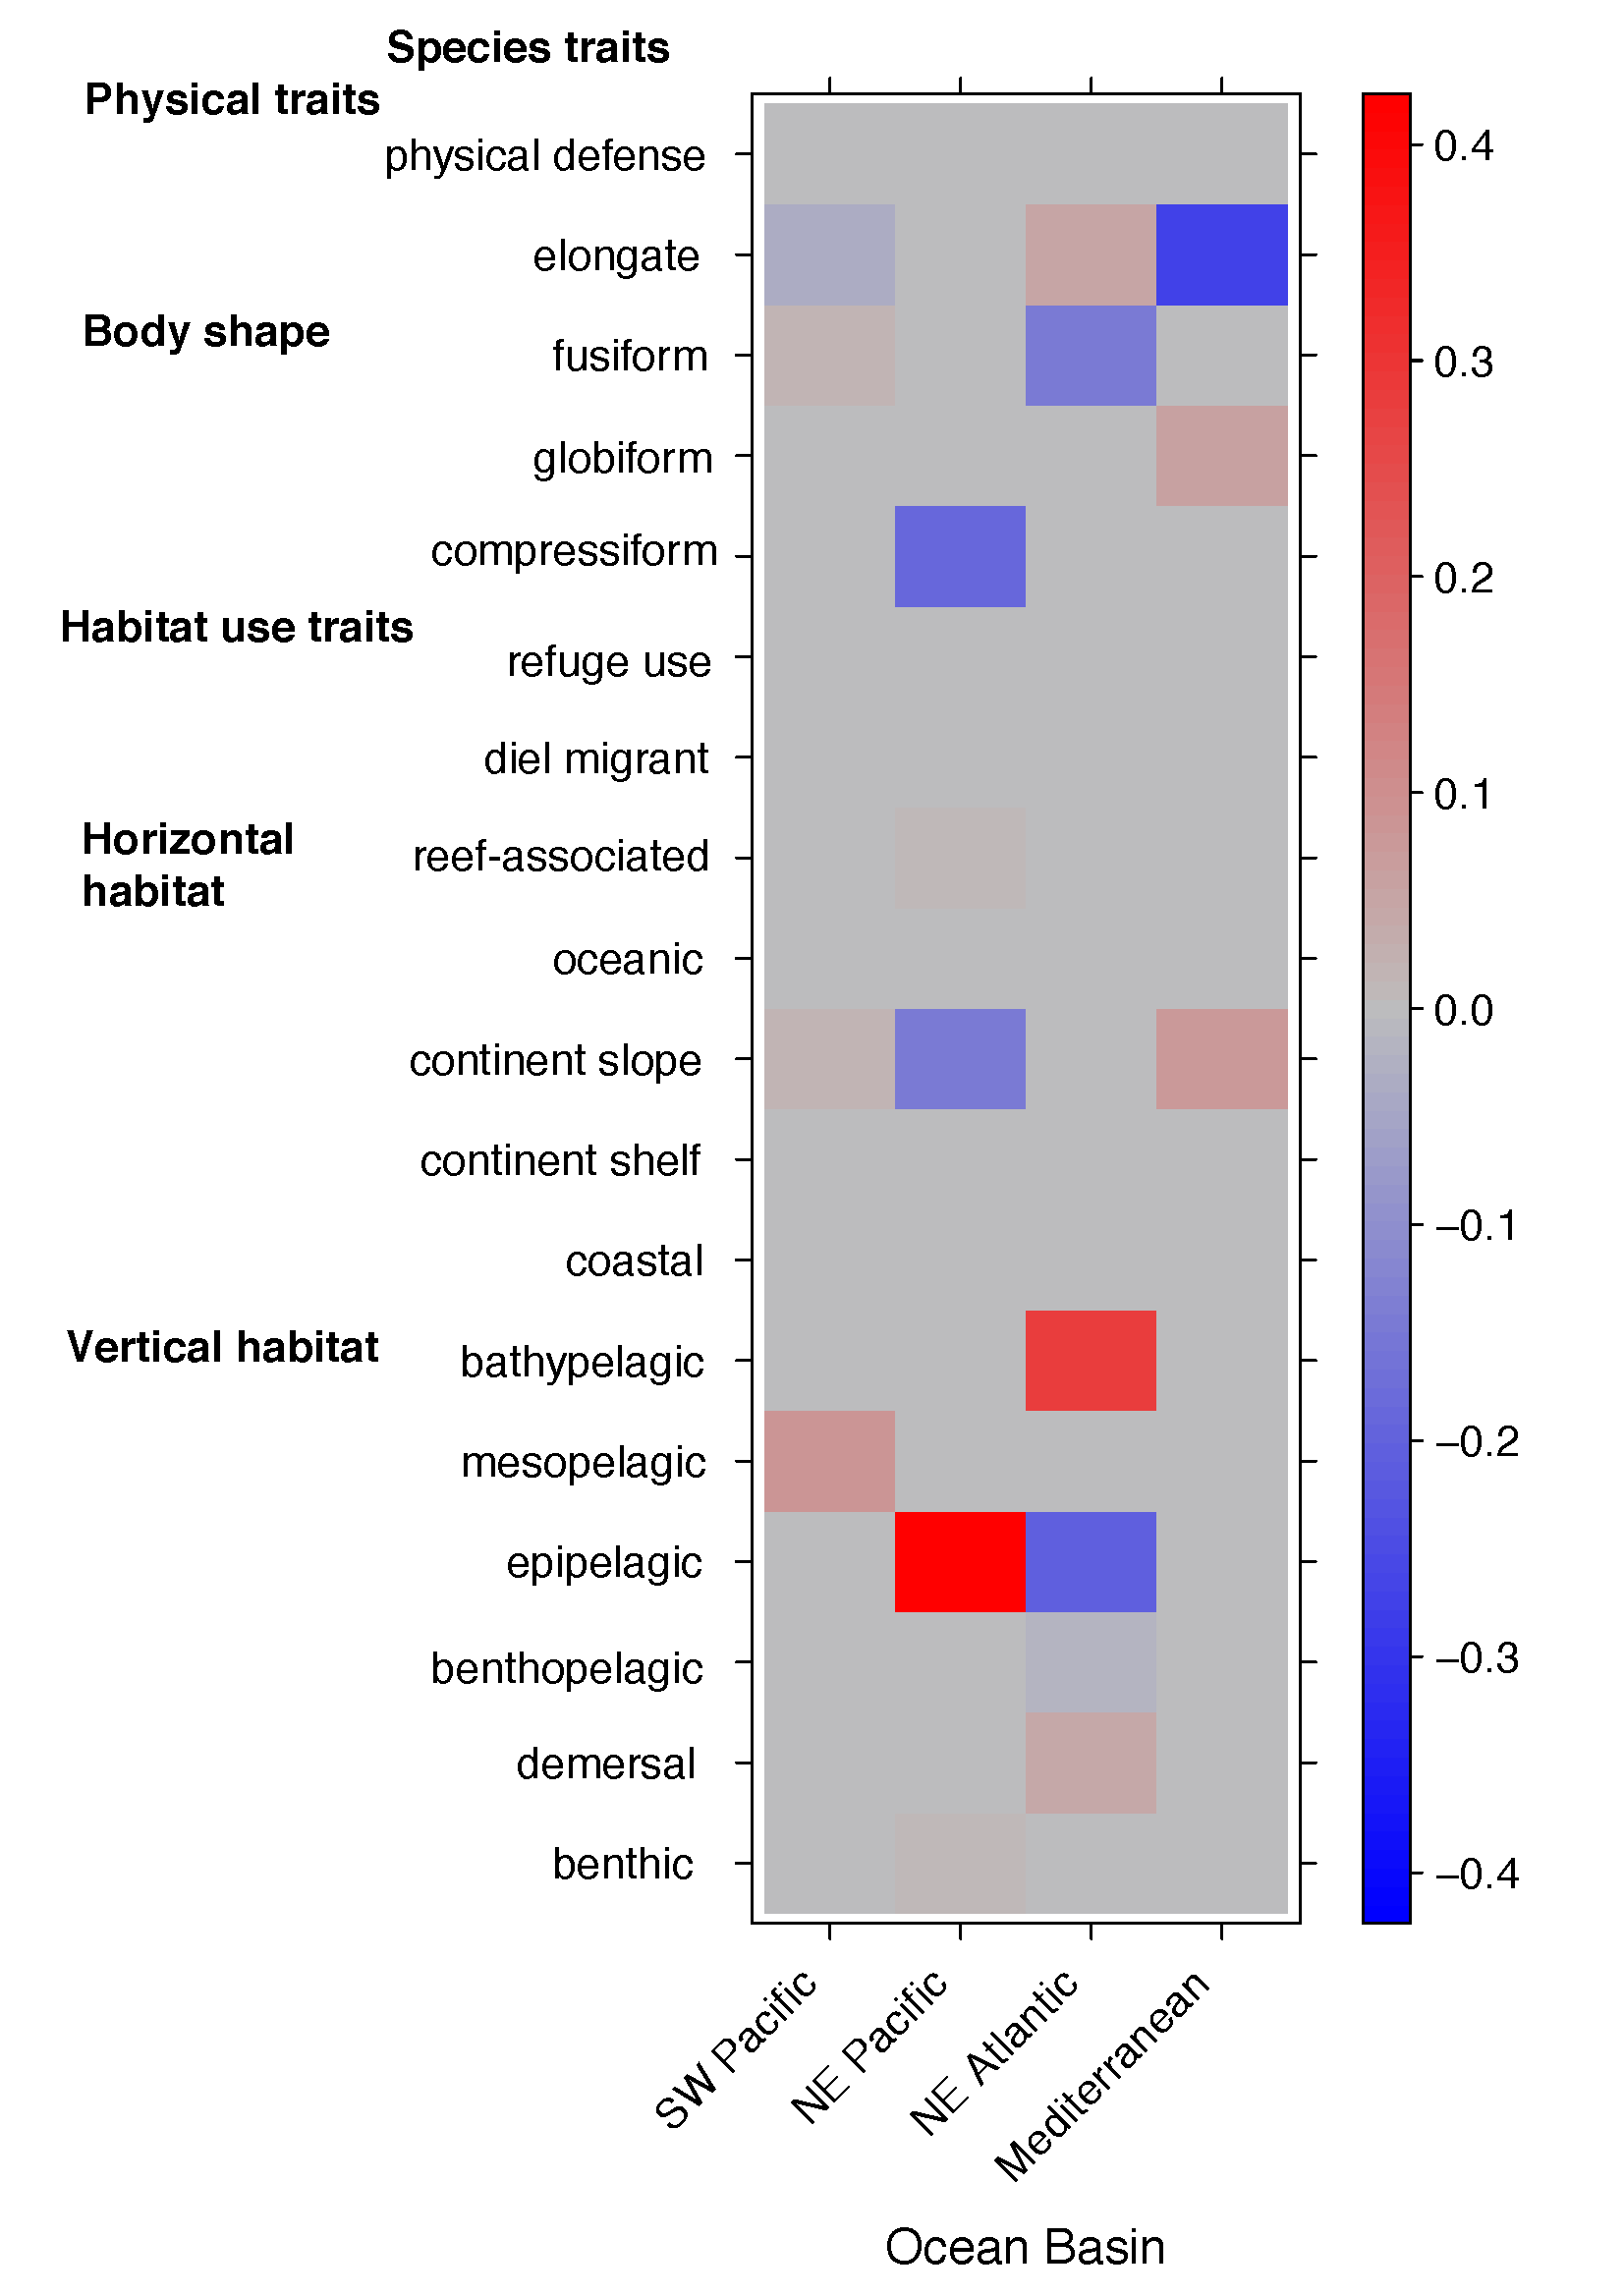 Species traits
Physical traits
physical defense
elongate
Body shape
fusiform
globiform
compressiform
Habitat use traits
refuge use
diel migrant
Horizontal
habitat
reef-associated
oceanic
continent slope
continent shelf
coastal
Vertical habitat
bathypelagic
mesopelagic
epipelagic
benthopelagic
demersal
benthic
0.4
0.3
0.2
0.1
0.0
−0.1
−0.2
−0.3
−0.4
SW Pacific
NE Pacific
NE Atlantic
Mediterranean
Ocean Basin